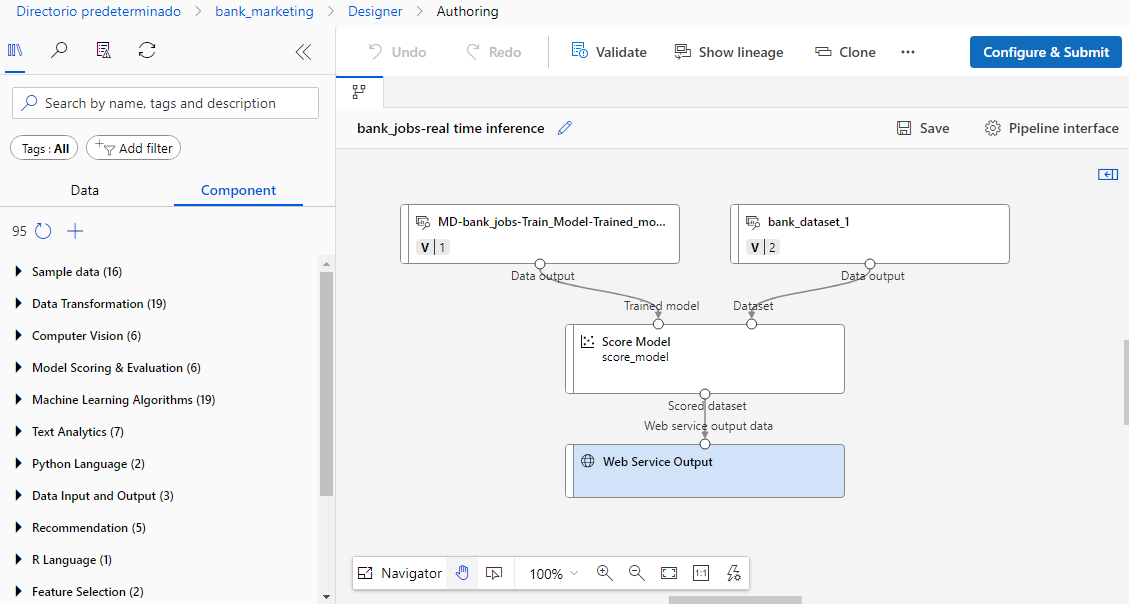 Directorio predeterminado > bank_marketing > Designer > Authoring
Undo
Redo
Validate
Show lineage
Clone
Configure & Submit
Search by name, tags and description
Tags : All
Add filter
Data
Component
95
Sample data (16)
Data Transformation (19)
Computer Vision (6)
Model Scoring & Evaluation (6)
Machine Learning Algorithms (19)
Text Analytics (7)
Python Language (2)
Data Input and Output (3)
Recommendation (5)
R Language (1)
Feature Selection (2)
bank_jobs-real time inference
Save
Pipeline interface
MD-bank_jobs-Train_Model-Trained_mo...
V 1
Data output
bank_dataset_1
V 2
Data output
Trained model
Dataset
Score Model
score_model
Scored dataset
Web service output data
Web Service Output
Navigator
100%
1:1